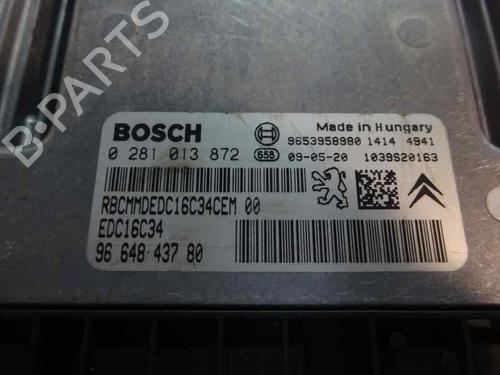 BOSCH
Made in Hungary
9653958980 1414 4941
0 281 013 872
656
09-05-20 1039S20163
RBCMMDEDC16C34CEM 00
EDC16C34
96 648 437 80
B-PARTS